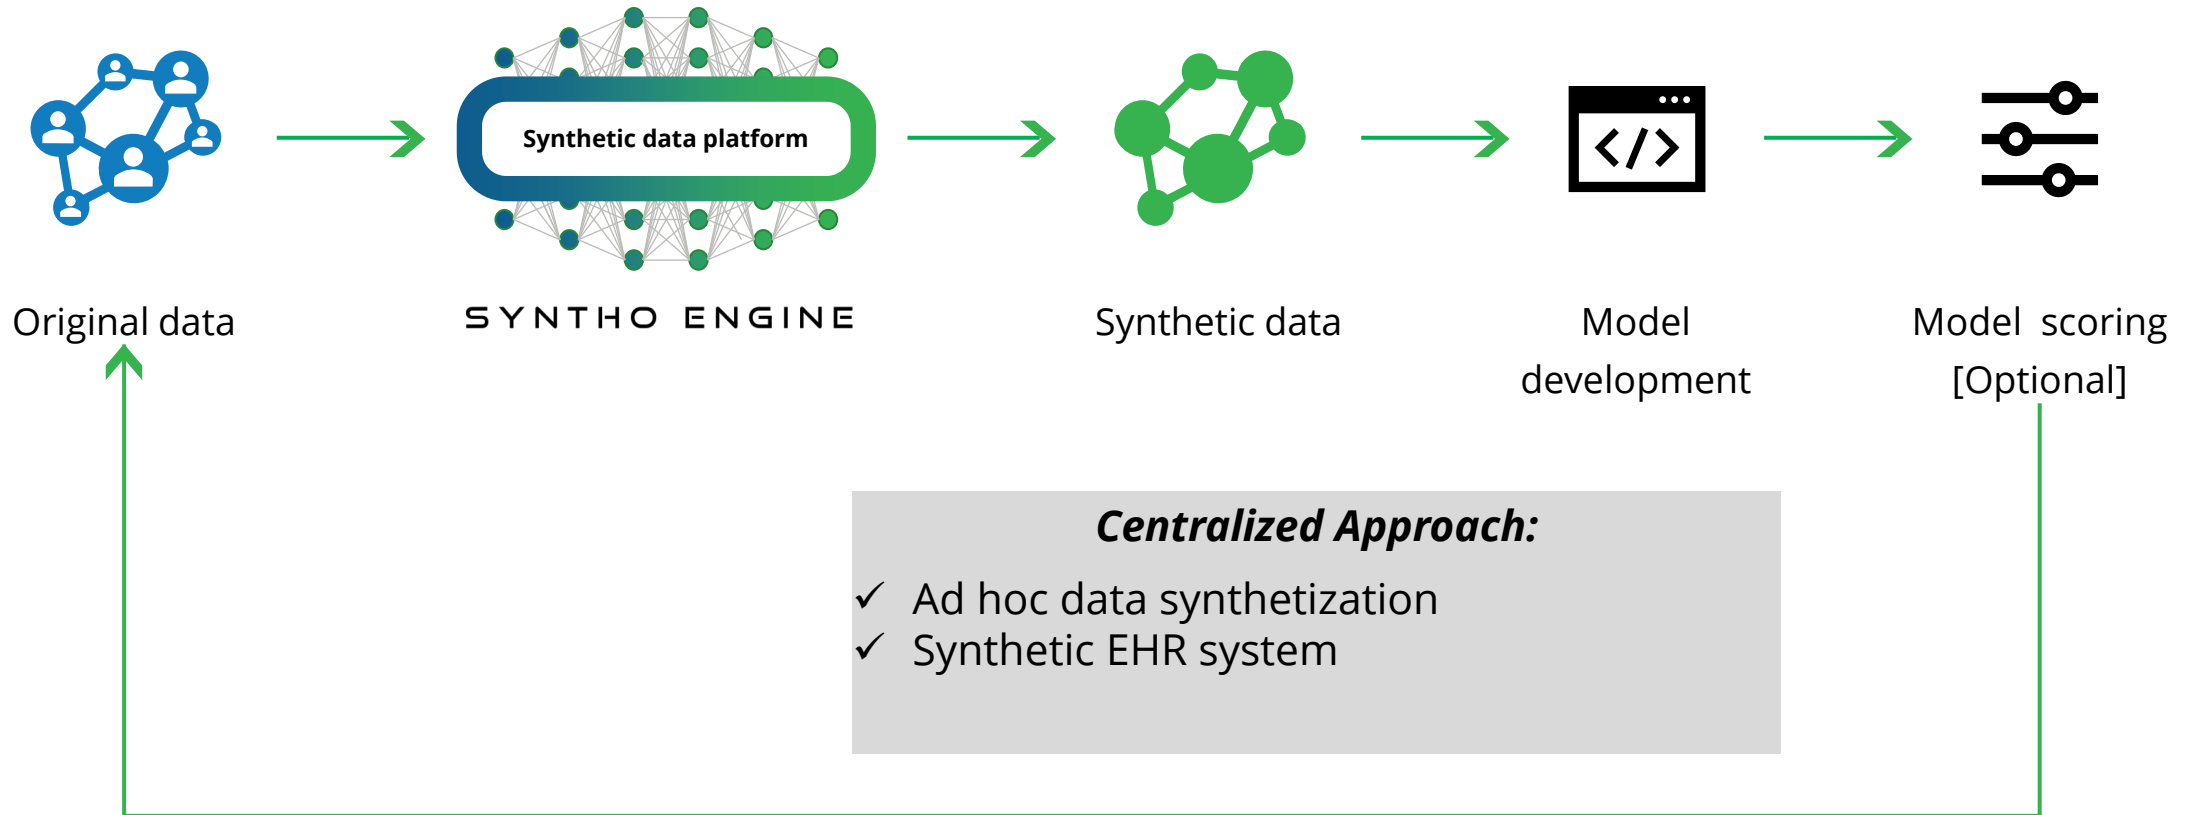 Synthetic data platform
Original data
SYNTHO ENGINE
Synthetic data
Model
development
Model scoring
[Optional]
Centralized Approach:
✓ Ad hoc data synthetization
✓ Synthetic EHR system